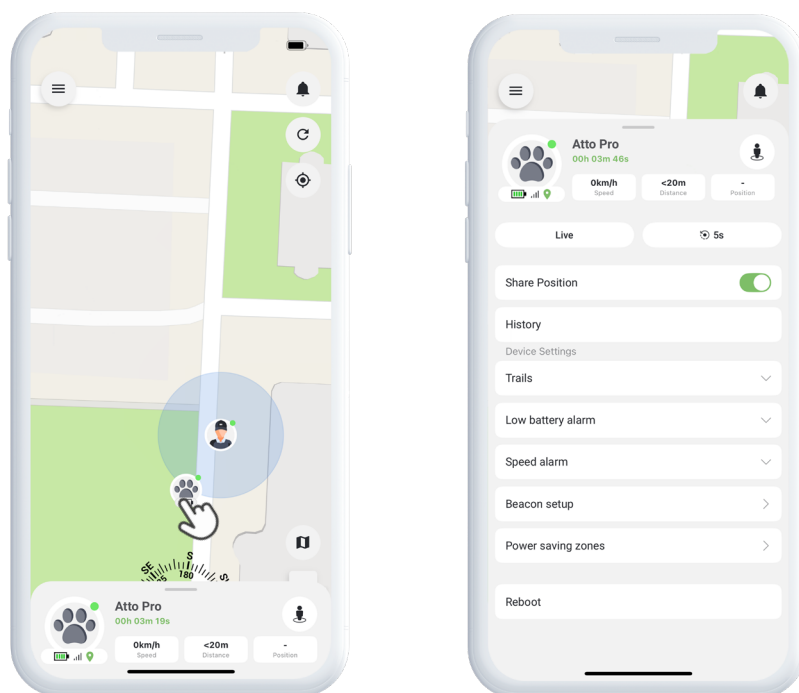 SE
S
180
Atto Pro
00h 03m 19s
0km/h
<20m
-
Speed
Distance
Position
Atto Pro
00h 03m 46s
0km/h
<20m
-
Speed
Distance
Position
Live
5s
Share Position
History
Device Settings
Trails
Low battery alarm
Speed alarm
Beacon setup
Power saving zones
Reboot